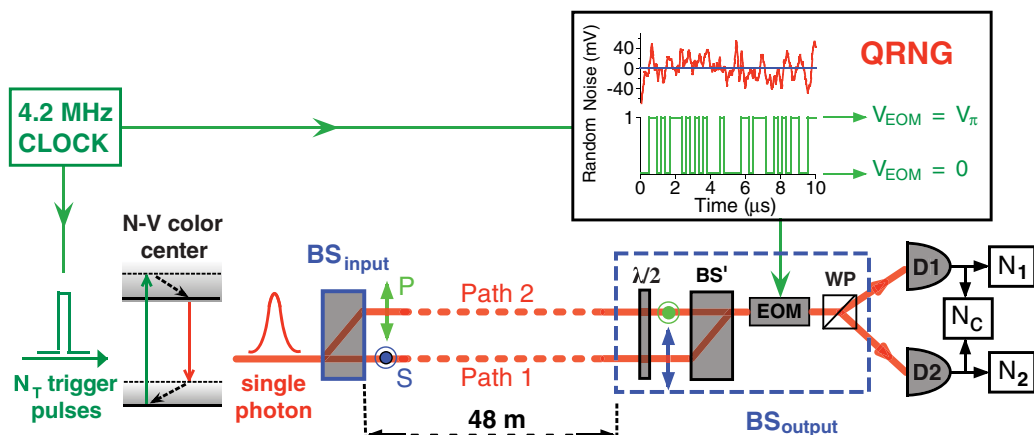 4.2 MHz
CLOCK
N-V color
center
N_T trigger
pulses
single
photon
BS_input
P
S
Path 2
Path 1
48 m
Random Noise (mV)
40
0
-40
1
0
0 2 4 6 8 10
Time (μs)
QRNG
V_EOM = V_π
V_EOM = 0
λ/2
BS'
EOM
WP
BS_output
D1
D2
N_1
N_C
N_2